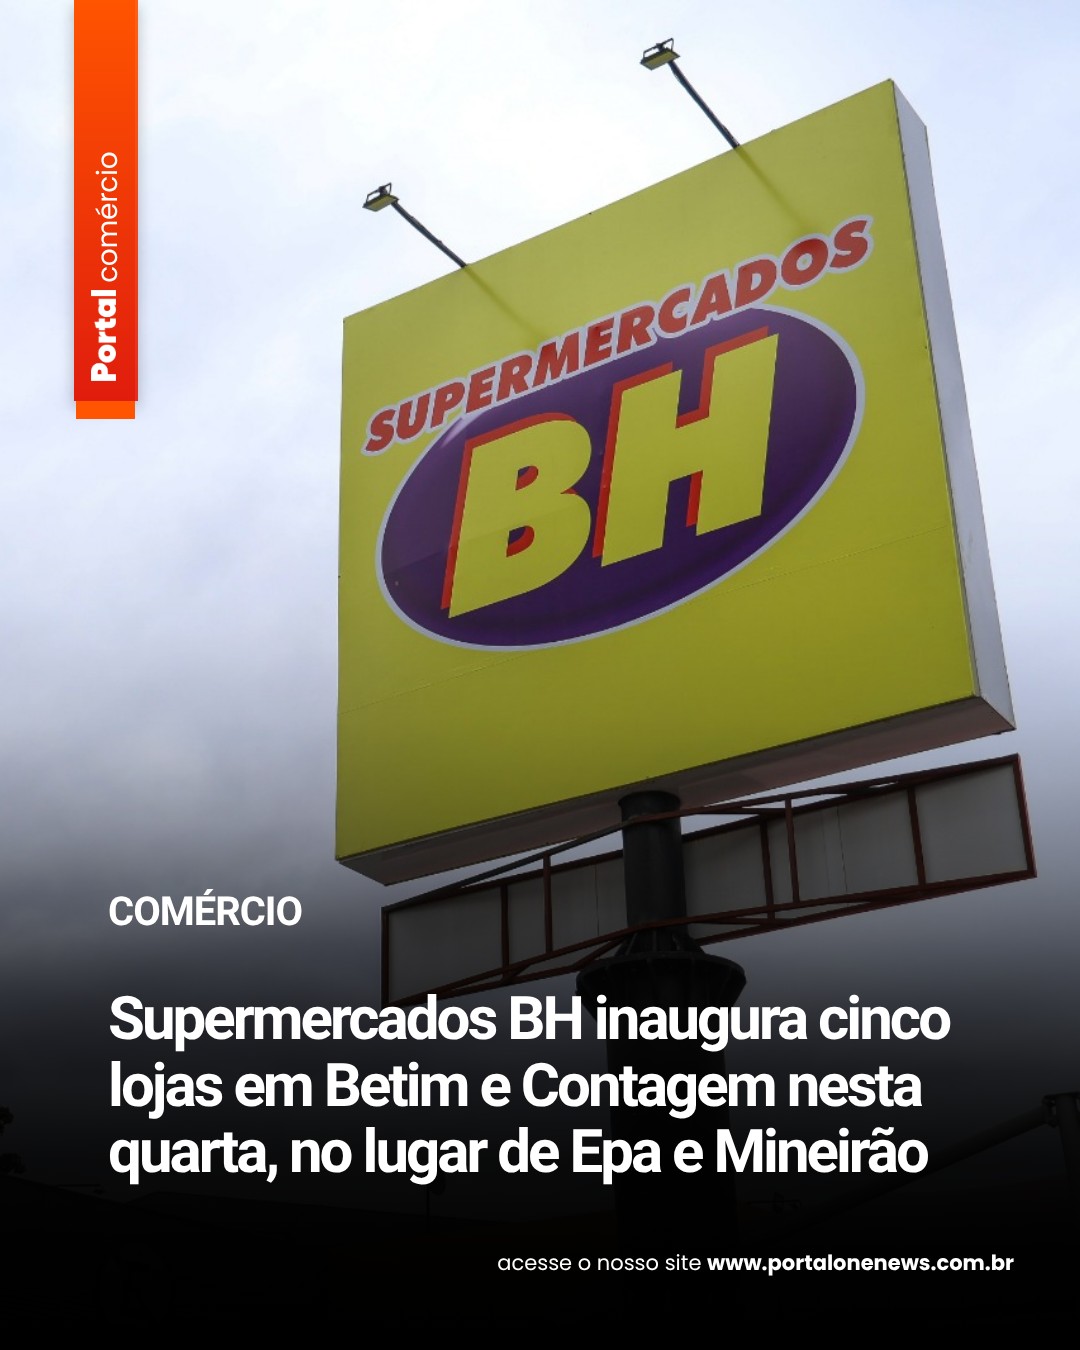 Portal comércio
SUPERMERCADOS
BH
COMÉRCIO
Supermercados BH inaugura cinco
lojas em Betim e Contagem nesta
quarta, no lugar de Epa e Mineirão
acesse o nosso site www.portalonenews.com.br